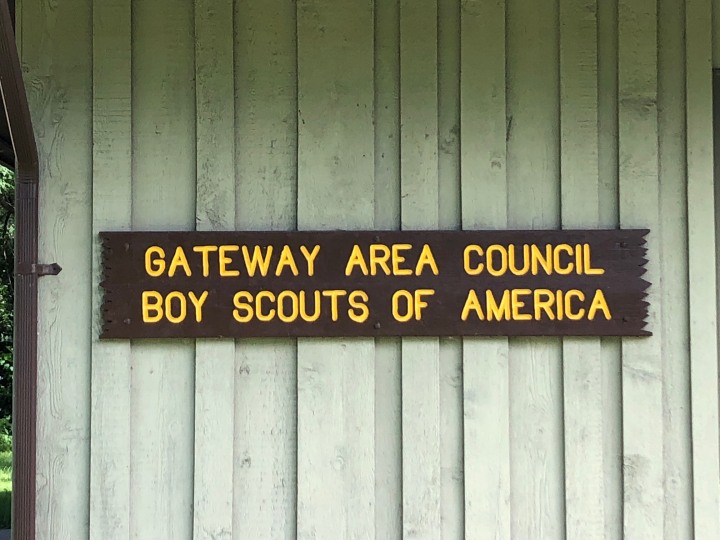 GATEWAY AREA COUNCIL
BOY SCOUTS OF AMERICA